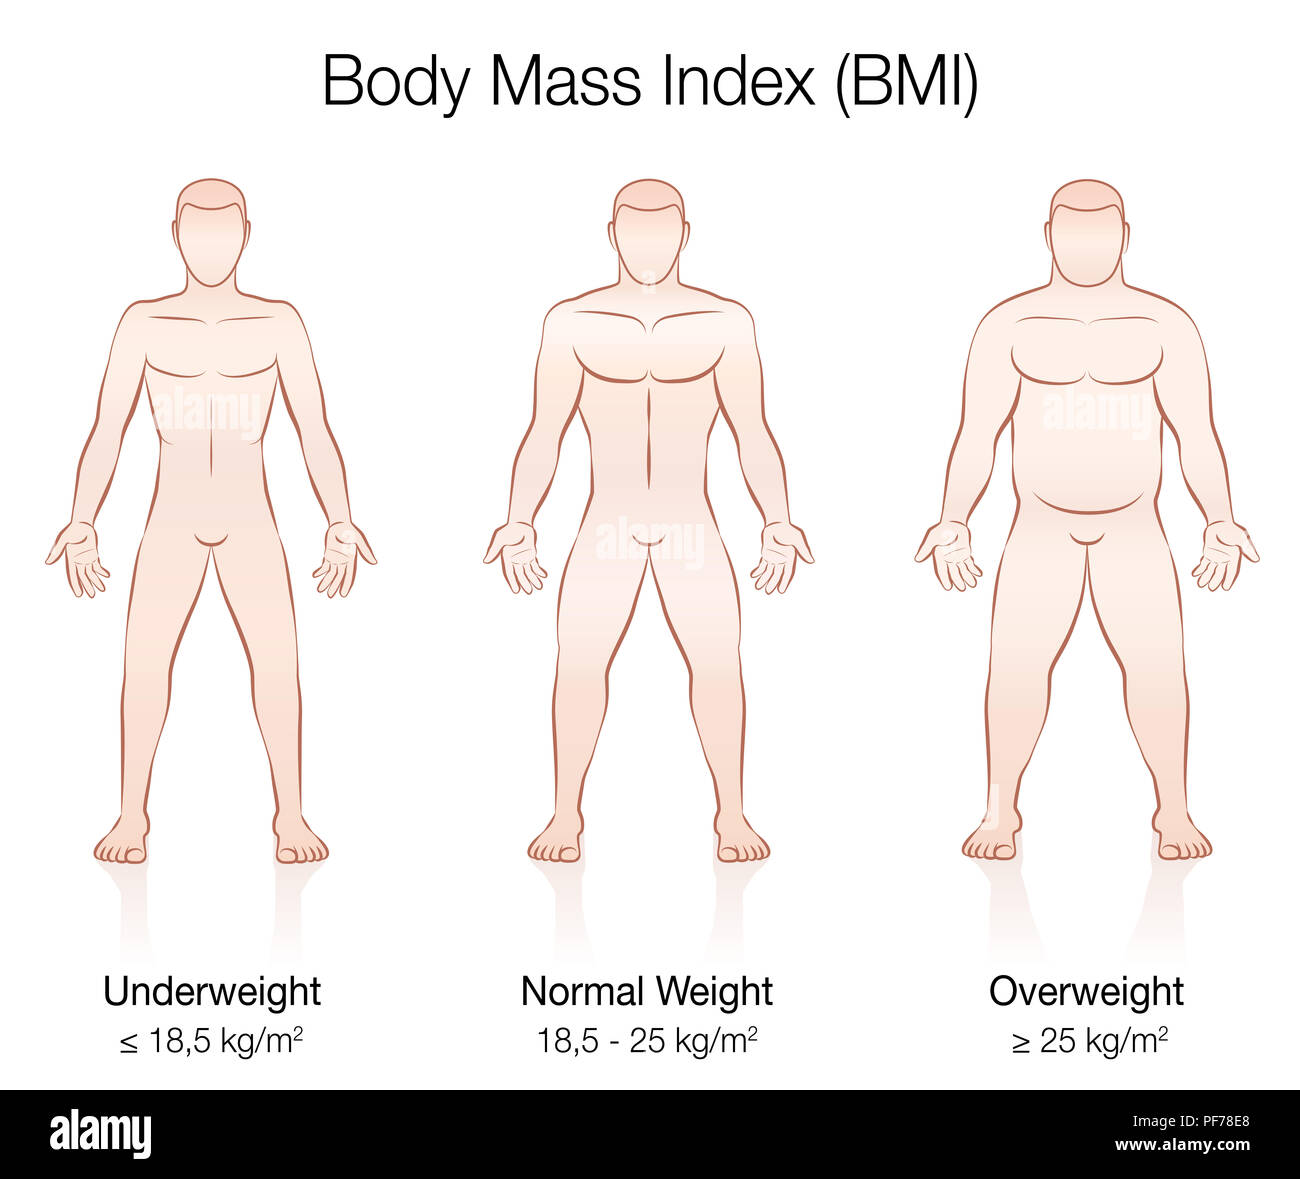 Body Mass Index (BMI)
a
alamy
alamy
alamy
alamy
a
Underweight
Normal Weight
Overweight
≤ 18,5 kg/m²
18,5 - 25 kg/m²
≥ 25 kg/m²
alamy
Image ID: PF78E8
www.alamy.com